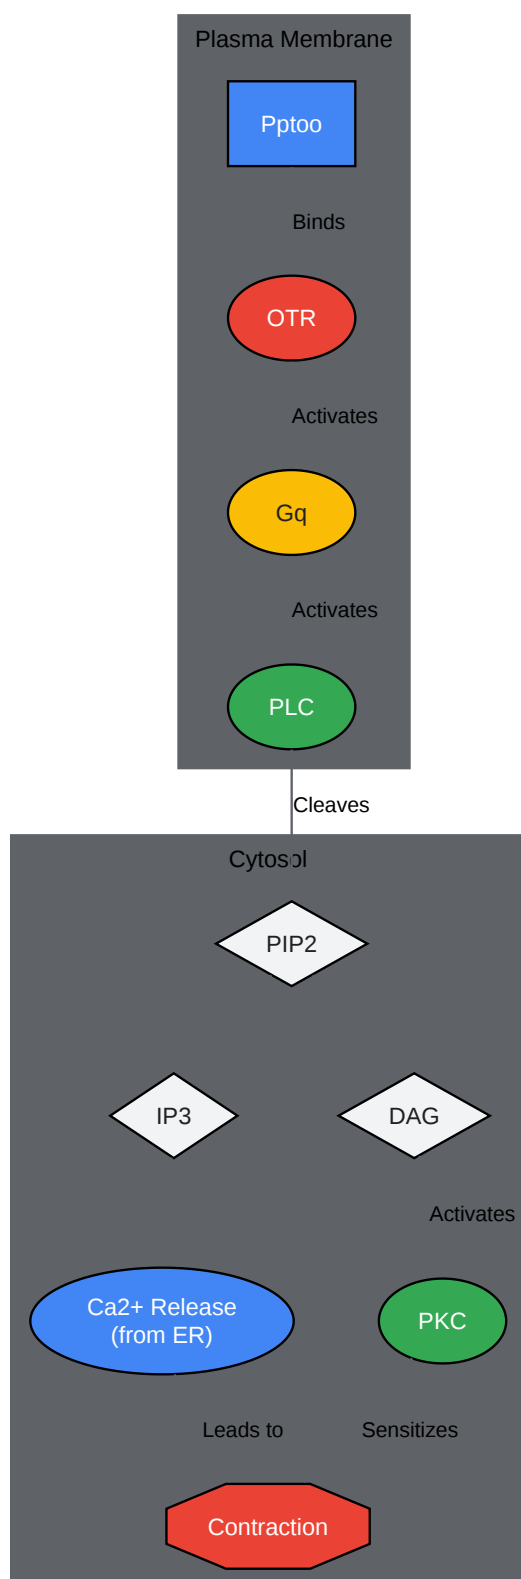 Plasma Membrane
Pptoo
Binds
OTR
Activates
Gq
Activates
PLC
Cleaves
Cytosol
PIP2
IP3
DAG
Activates
Ca2+ Release
(from ER)
PKC
Leads to
Sensitizes
Contraction